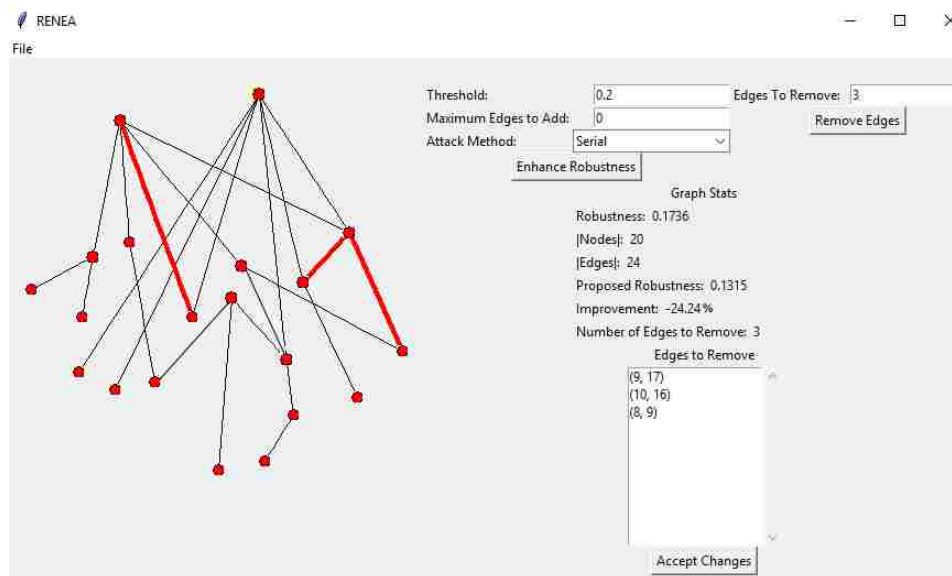 RENEA
File
Threshold: 0.2 Edges To Remove: 3
Maximum Edges to Add: 0 Remove Edges
Attack Method: Serial
Enhance Robustness
Graph Stats
Robustness: 0.1736
|Nodes|: 20
|Edges|: 24
Proposed Robustness: 0.1315
Improvement: -24.24%
Number of Edges to Remove: 3
Edges to Remove
(9, 17)
(10, 16)
(8, 9)
Accept Changes